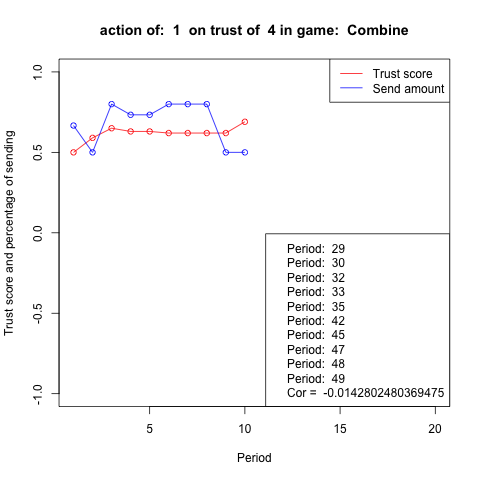 action of:  1  on trust of  4 in game:  Combine
Trust score
Send amount
Trust score and percentage of sending
1.0
0.5
0.0
-0.5
-1.0
Period:  29
Period:  30
Period:  32
Period:  33
Period:  35
Period:  42
Period:  45
Period:  47
Period:  48
Period:  49
Cor =  -0.0142802480369475
5 10 15 20
Period